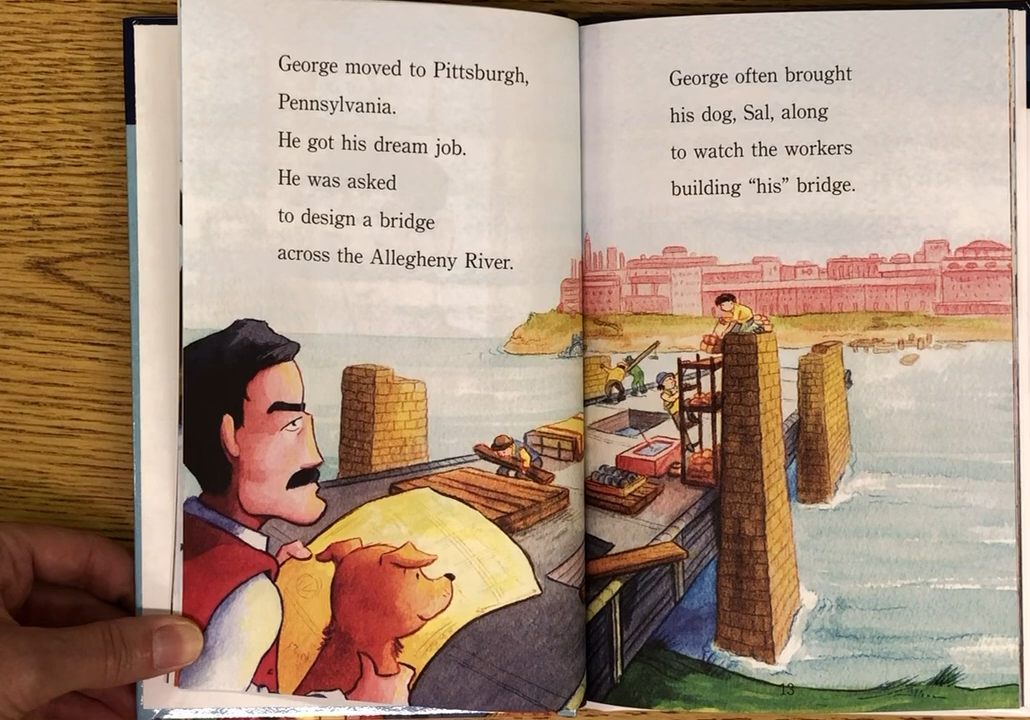 George moved to Pittsburgh,
Pennsylvania.
He got his dream job.
He was asked
to design a bridge
across the Allegheny River.
George often brought
his dog, Sal, along
to watch the workers
building “his” bridge.
13